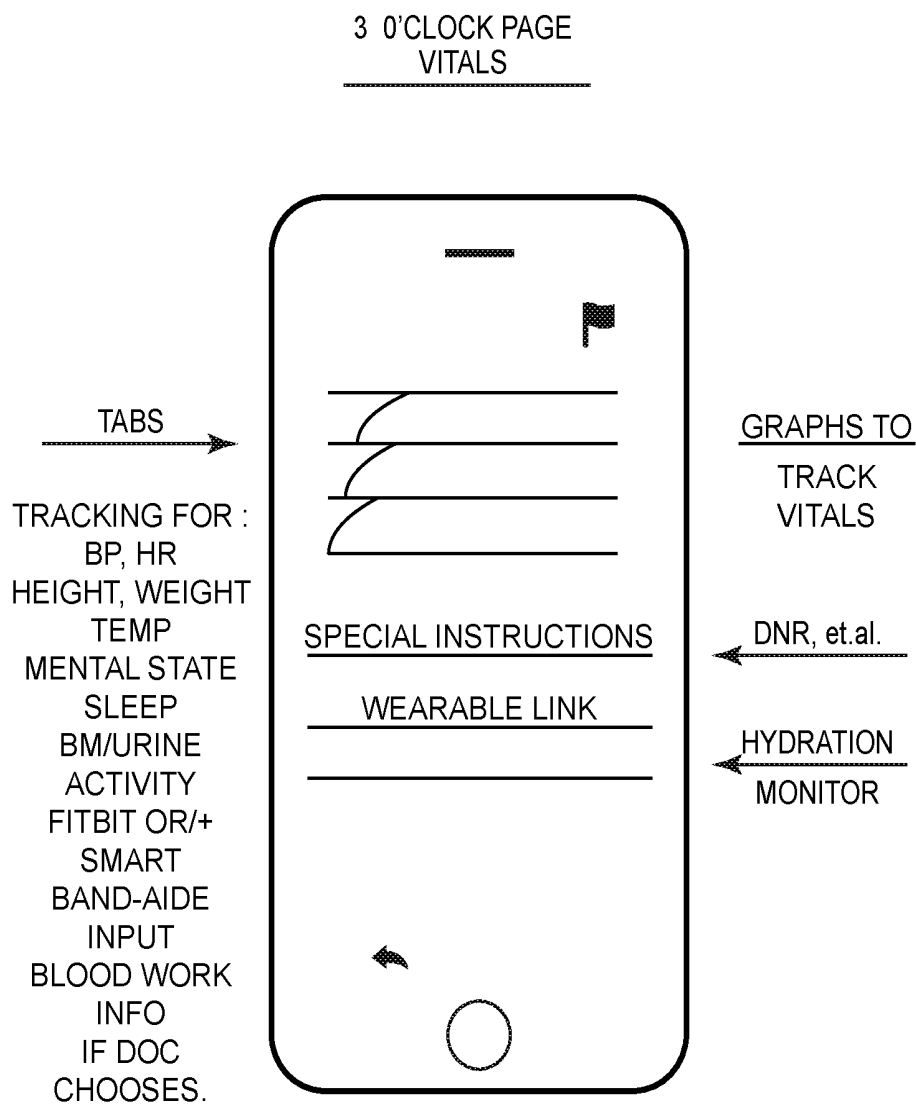 3 0'CLOCK PAGE
VITALS
TABS
TRACKING FOR :
BP, HR
HEIGHT, WEIGHT
TEMP
MENTAL STATE
SLEEP
BM/URINE
ACTIVITY
FITBIT OR/+
SMART
BAND-AIDE
INPUT
BLOOD WORK
INFO
IF DOC
CHOOSES.
SPECIAL INSTRUCTIONS
WEARABLE LINK
GRAPHS TO
TRACK
VITALS
DNR, et.al.
HYDRATION
MONITOR